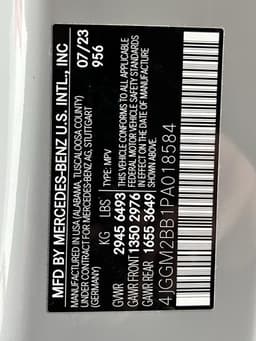 MFD BY MERCEDES-BENZ U.S. INTL., INC
MANUFACTURED IN USA (ALABAMA, TUSCALOOSA COUNTY)
UNDER CONTRACT FOR MERCEDES-BENZ AG, STUTTGART
(GERMANY)
07/23
956
KG LBS TYPE: MPV
GVWR 2945 6493
GAWR FRONT 1350 2976
GAWR REAR 1655 3649
THIS VEHICLE CONFORMS TO ALL APPLICABLE
FEDERAL MOTOR VEHICLE SAFETY STANDARDS
IN EFFECT ON THE DATE OF MANUFACTURE
SHOWN ABOVE.
4JGGM2BB1PA018584